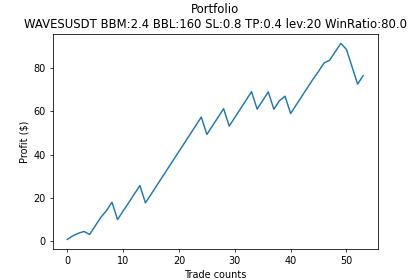 Portfolio
WAVESUSDT BBM:2.4 BBL:160 SL:0.8 TP:0.4 lev:20 WinRatio:80.0
80
60
40
20
0
Profit ($)
0 10 20 30 40 50
Trade counts